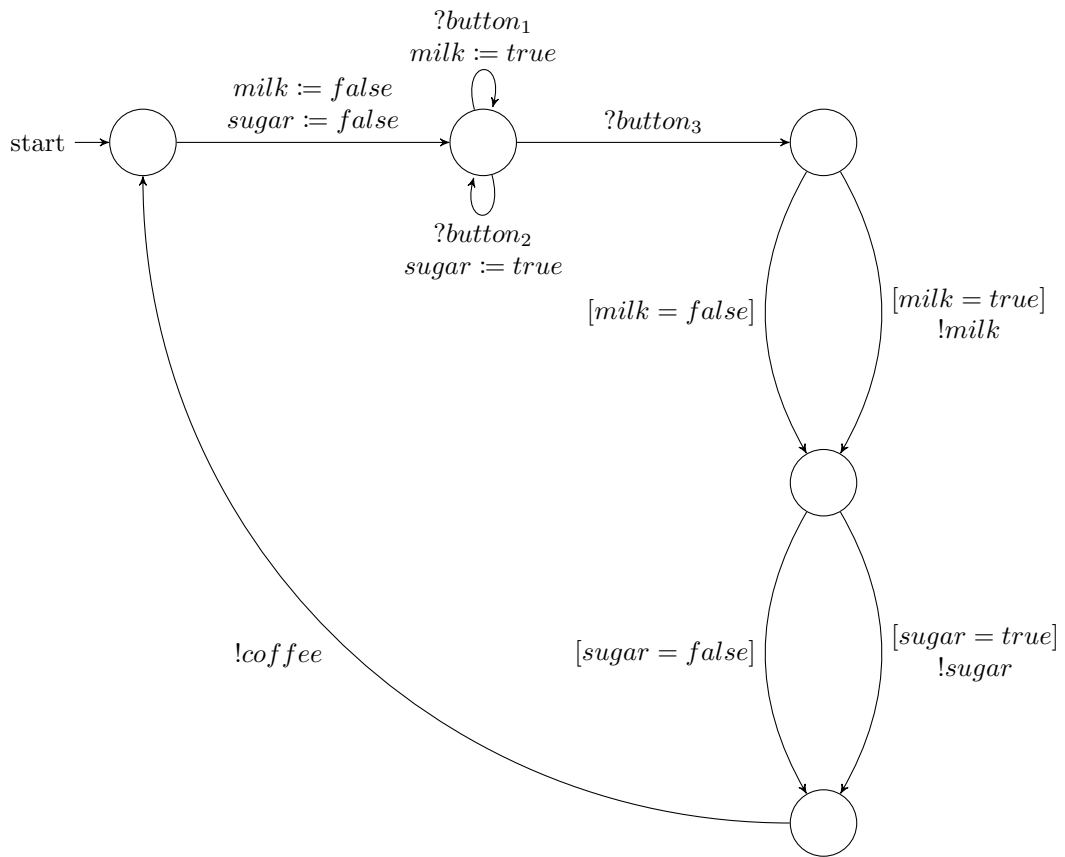 ?button₁
milk := true
milk := false
sugar := false
start
?button₃
?button₂
sugar := true
[milk = false]
[milk = true]
!milk
[sugar = false]
[sugar = true]
!sugar
!coffee